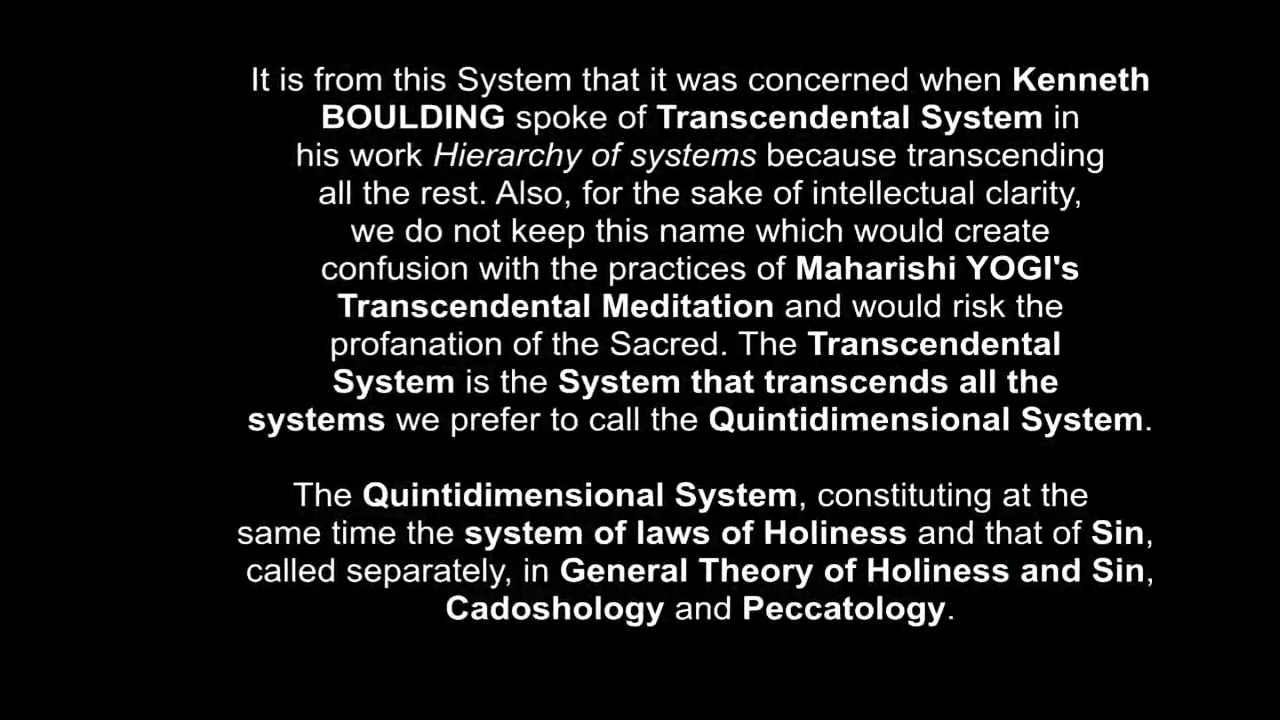 It is from this System that it was concerned when Kenneth
BOULDING spoke of Transcendental System in
his work Hierarchy of systems because transcending
all the rest. Also, for the sake of intellectual clarity,
we do not keep this name which would create
confusion with the practices of Maharishi YOGI's
Transcendental Meditation and would risk the
profanation of the Sacred. The Transcendental
System is the System that transcends all the
systems we prefer to call the Quintidimensional System.
The Quintidimensional System, constituting at the
same time the system of laws of Holiness and that of Sin,
called separately, in General Theory of Holiness and Sin,
Cadoshology and Peccatology.